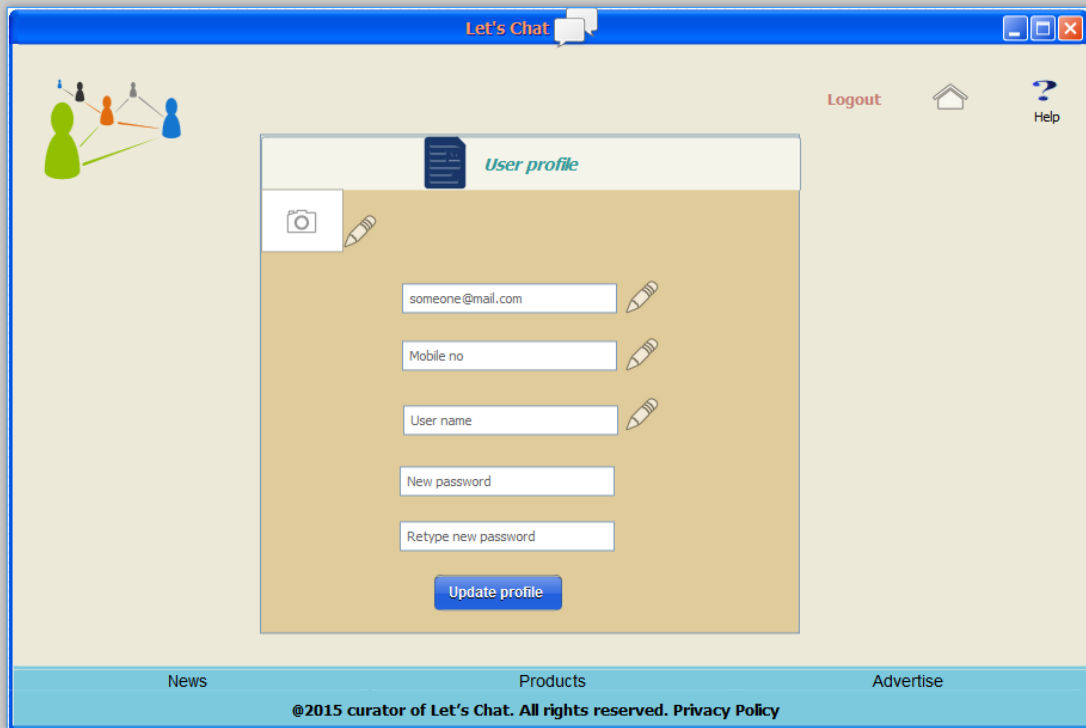 Let's Chat
Logout
Help
User profile
someone@mail.com
Mobile no
User name
New password
Retype new password
Update profile
News Products Advertise
@2015 curator of Let’s Chat. All rights reserved. Privacy Policy